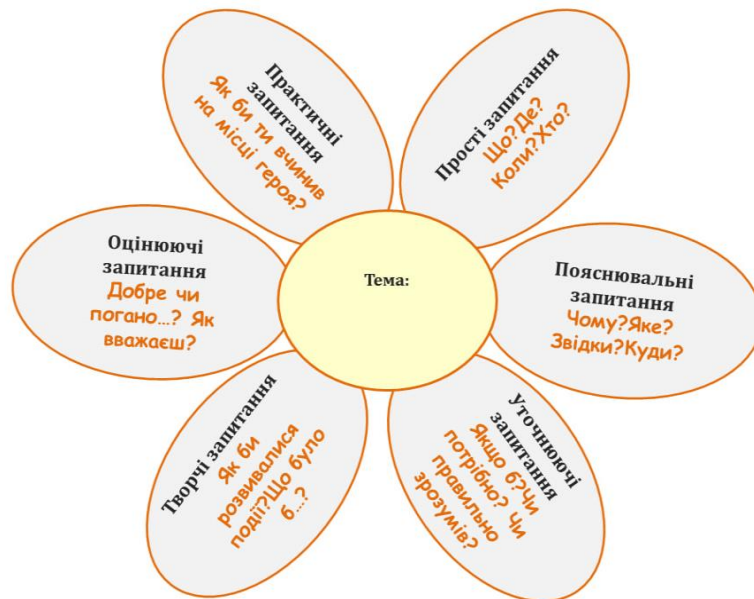 Практичні
запитання
Як би ти вчинив
на місці героя?
Прості запитання
Що?Де?
Коли?Хто?
Оцінюючі
запитання
Добре чи
погано...? Як
вважаєш?
Тема:
Пояснювальні
запитання
Чому?Яке?
Звідки?Куди?
Творчі запитання
Як би
розвивалися
події?Що було
б...?
Уточнюючі
запитання
Якщо б?Чи
потрібно? Чи
правильно
зрозумів?